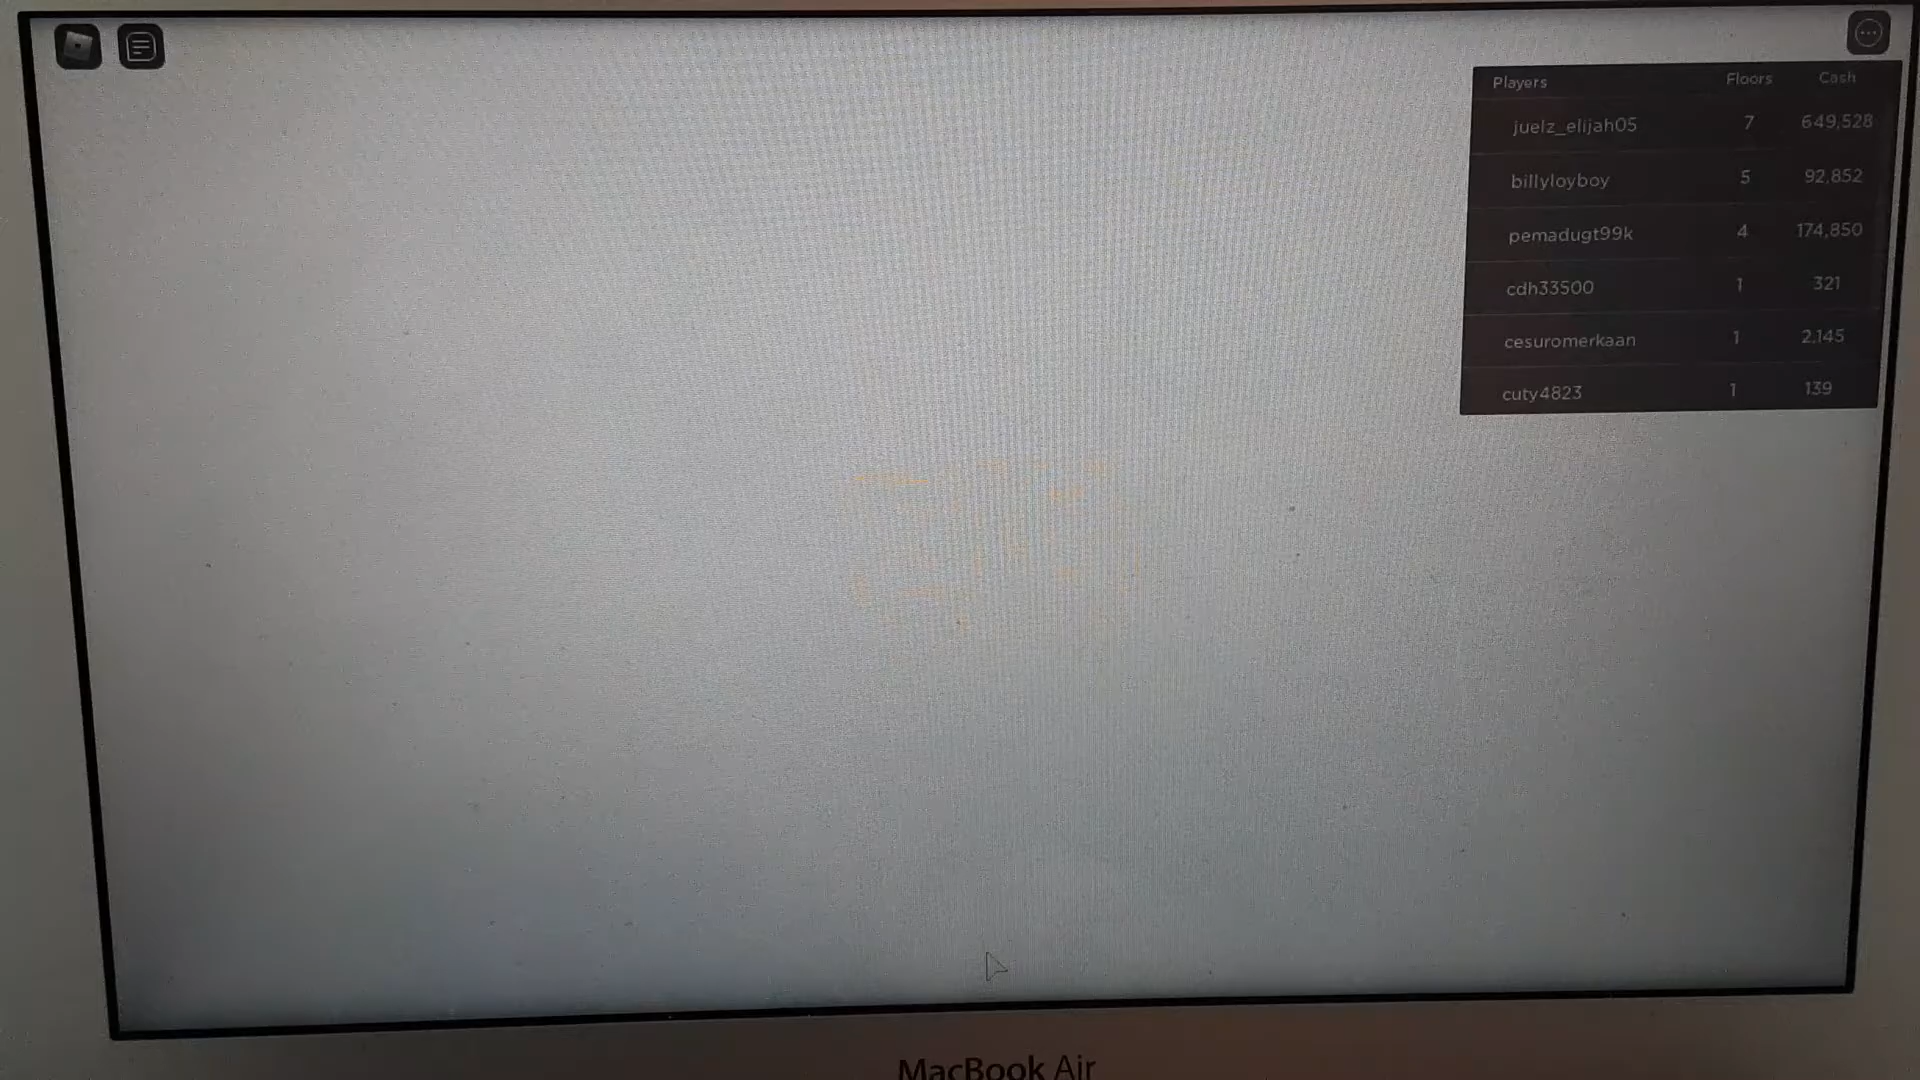 Players Floors Cash
juelz_elijah05 7 649,528
billyloyboy 5 92,852
pemadugt99k 4 174,850
cdh33500 1 321
cesuromerkaan 1 2,145
cuty4823 1 139
MacBook Air